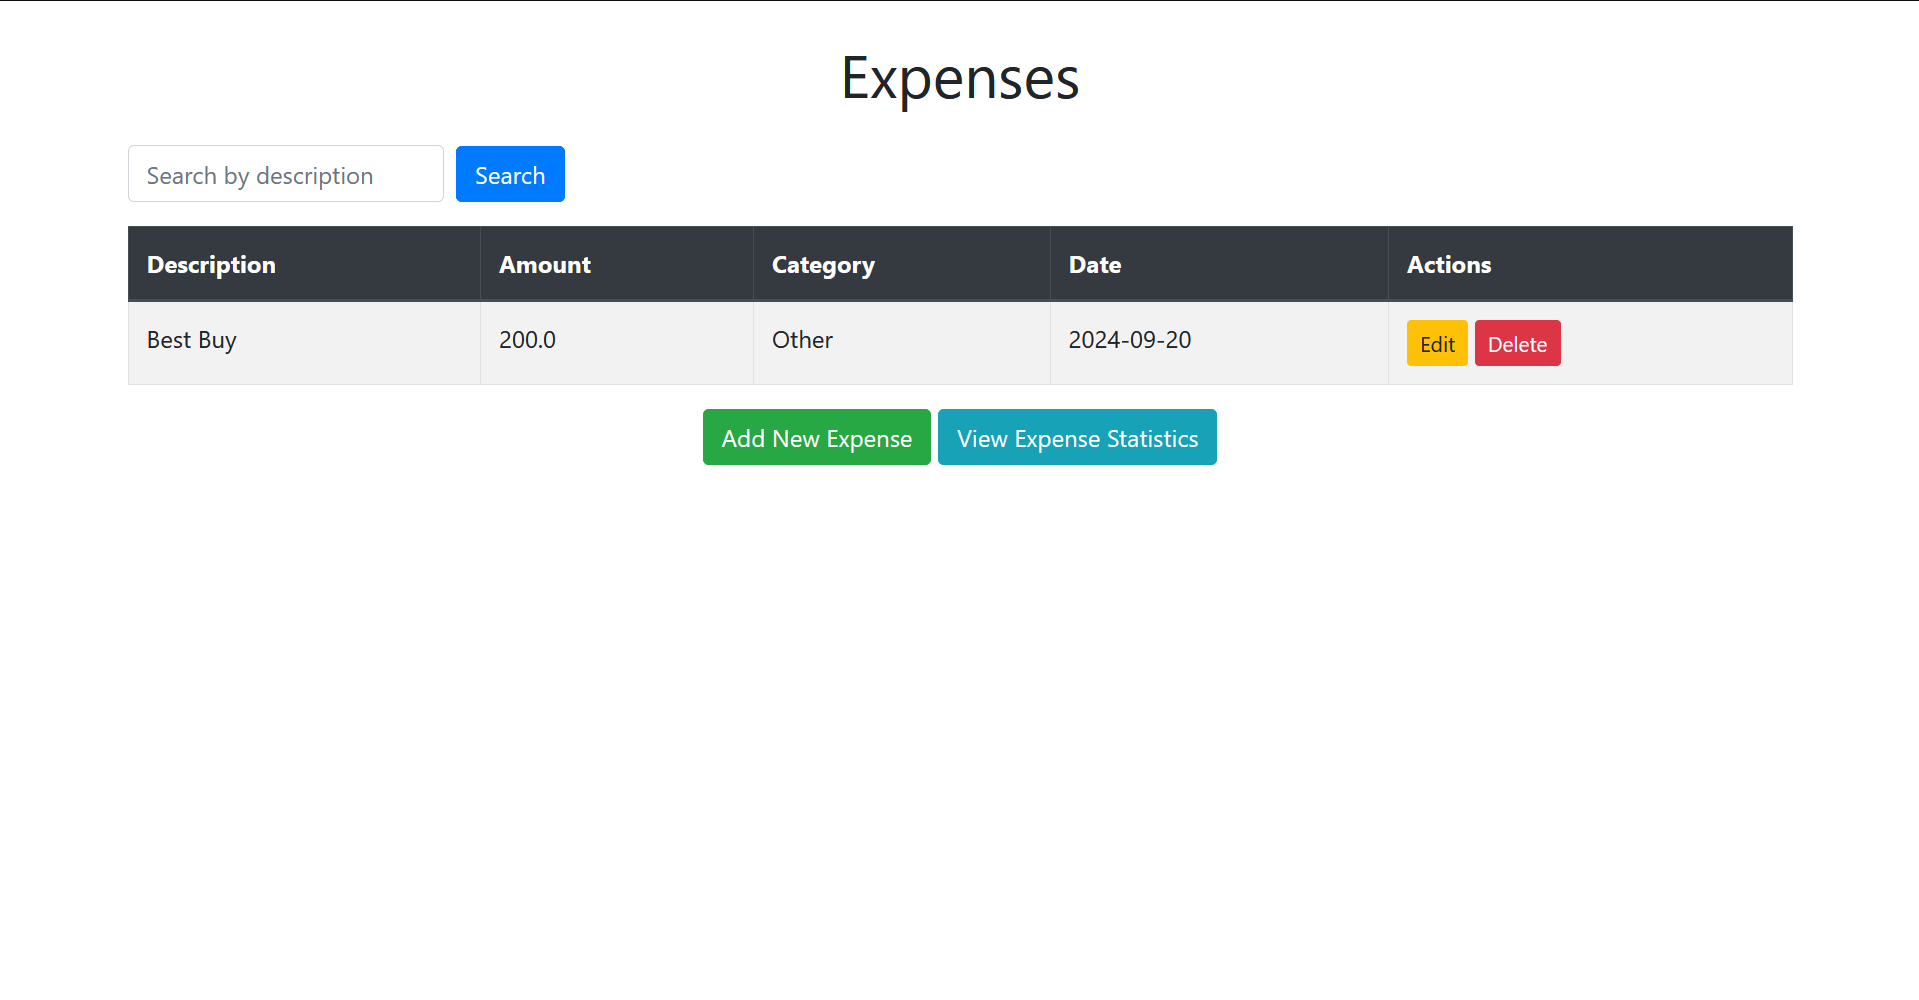 Expenses
Search by description Search
Description Amount Category Date Actions
Best Buy 200.0 Other 2024-09-20 Edit Delete
Add New Expense View Expense Statistics